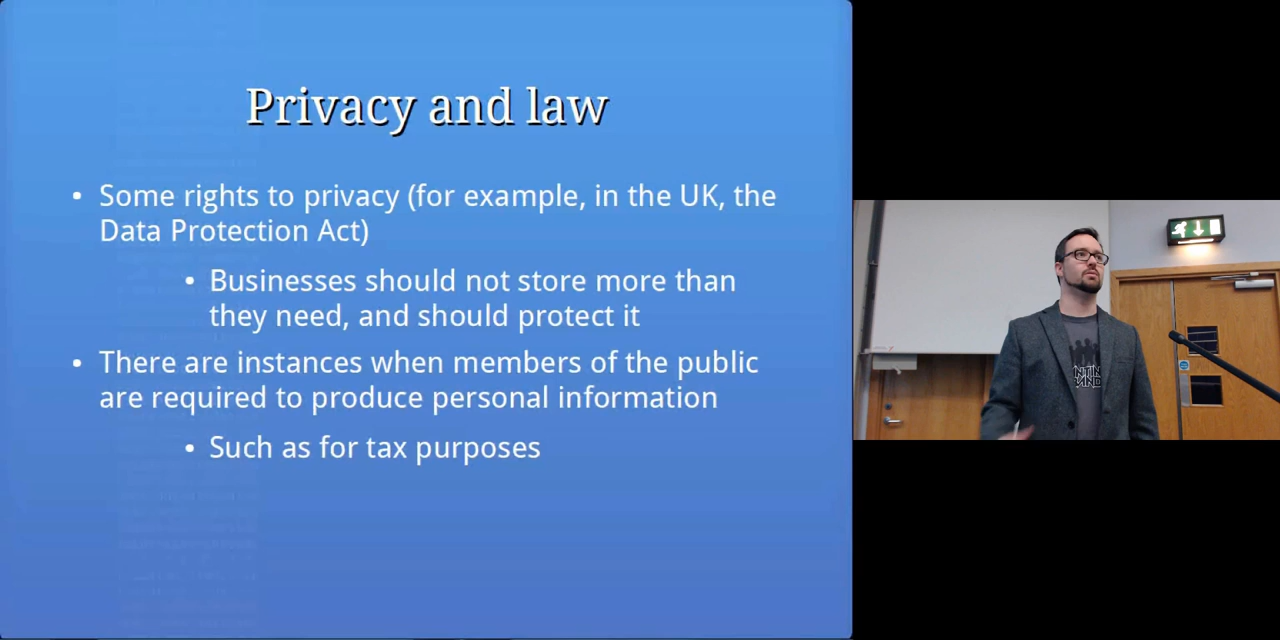 Privacy and law
• Some rights to privacy (for example, in the UK, the
Data Protection Act)
• Businesses should not store more than
they need, and should protect it
• There are instances when members of the public
are required to produce personal information
• Such as for tax purposes